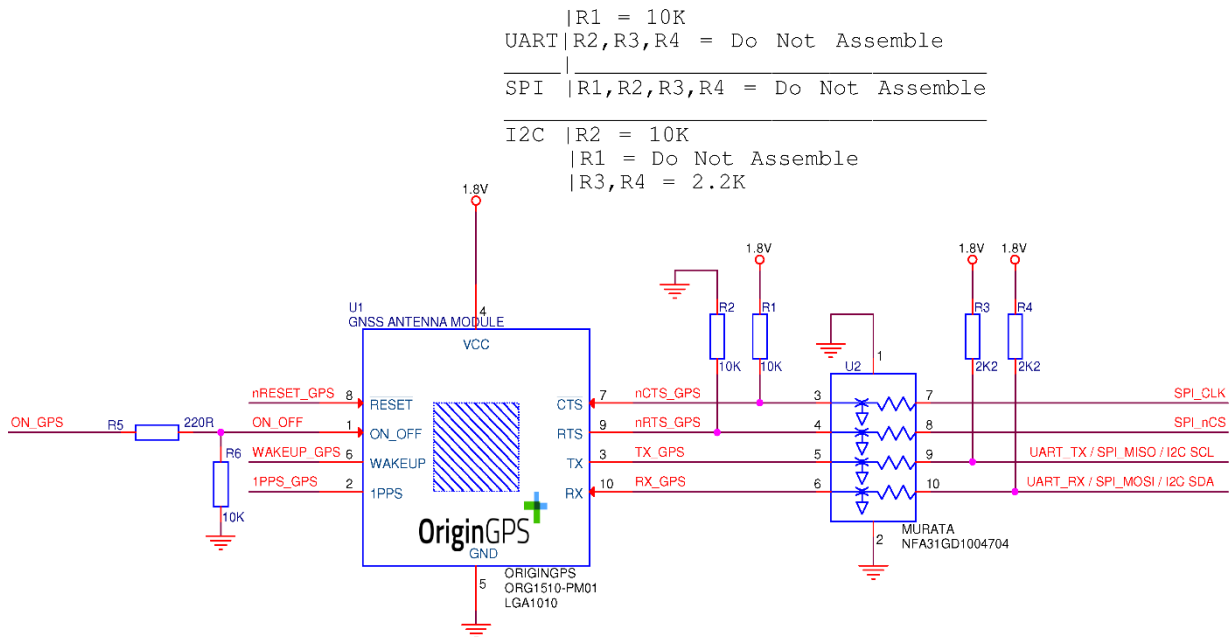 |R1 = 10K
UART|R2,R3,R4 = Do Not Assemble
SPI |R1,R2,R3,R4 = Do Not Assemble
I2C |R2 = 10K
|R1 = Do Not Assemble
|R3,R4 = 2.2K
1.8V
1.8V
1.8V 1.8V
U1
GNSS ANTENNA MODULE
4
VCC
R2 R1
R3 R4
10K 10K
2K2 2K2
U2
1
nRESET_GPS 8 RESET
CTS 7 nCTS_GPS 3
7 SPI_CLK
ON_GPS R5 220R ON_OFF 1 ON_OFF
RTS 9 nRTS_GPS 4
8 SPI_nCS
R6
10K
WAKEUP_GPS 6 WAKEUP
TX 3 TX_GPS 5
9 UART_TX / SPI_MISO / I2C SCL
1PPS_GPS 2 1PPS
RX 10 RX_GPS 6
10 UART_RX / SPI_MOSI / I2C SDA
OriginGPS
GND
5
ORIGINGPS
ORG1510-PM01
LGA1010
2
MURATA
NFA31GD1004704